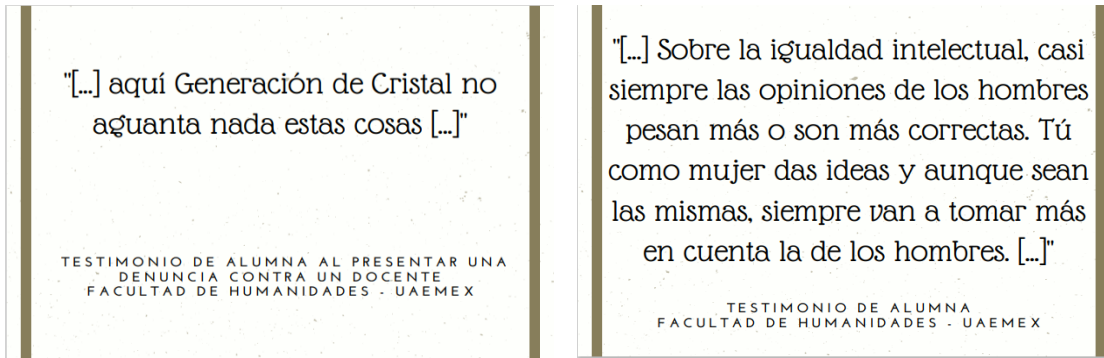 "[...] aquí Generación de Cristal no
aguanta nada estas cosas [...]"
TESTIMONIO DE ALUMNA AL PRESENTAR UNA
DENUNCIA CONTRA UN DOCENTE
FACULTAD DE HUMANIDADES - UAEMEX
"[...] Sobre la igualdad intelectual, casi
siempre las opiniones de los hombres
pesan más o son más correctas. Tú
como mujer das ideas y aunque sean
las mismas, siempre van a tomar más
en cuenta la de los hombres. [...]"
TESTIMONIO DE ALUMNA
FACULTAD DE HUMANIDADES - UAEMEX